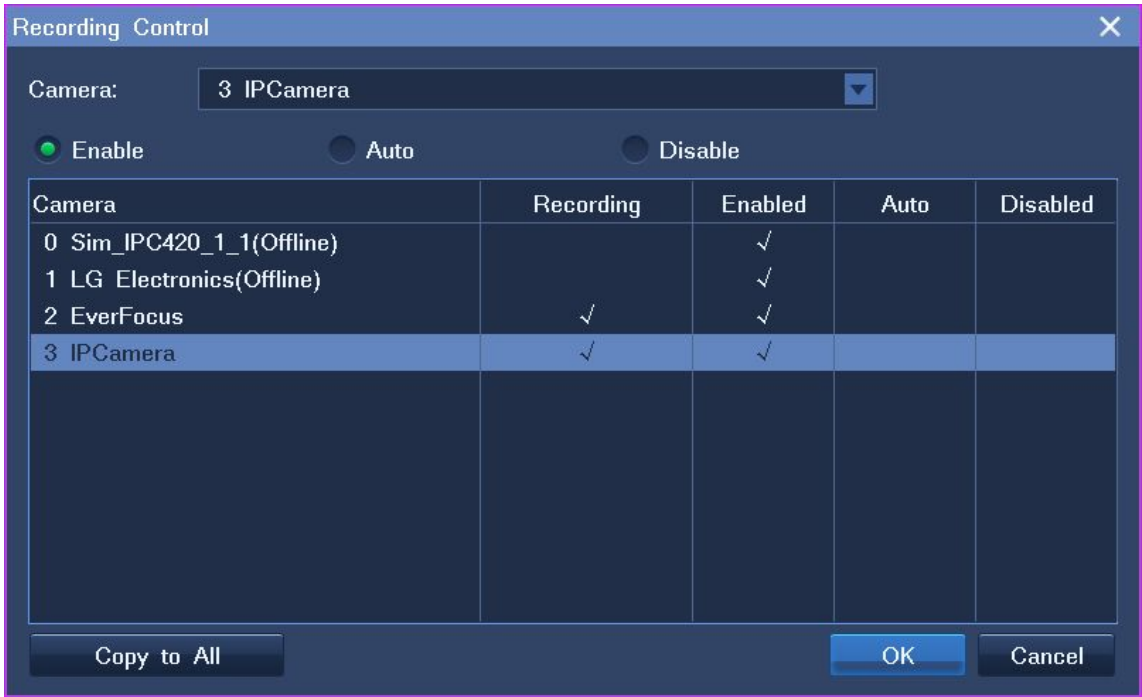 Recording Control
Camera: 3 IPCamera
Enable Auto Disable
Camera Recording Enabled Auto Disabled
0 Sim_IPC420_1_1(Offline) √
1 LG Electronics(Offline) √
2 EverFocus √ √
3 IPCamera √ √
Copy to All OK Cancel